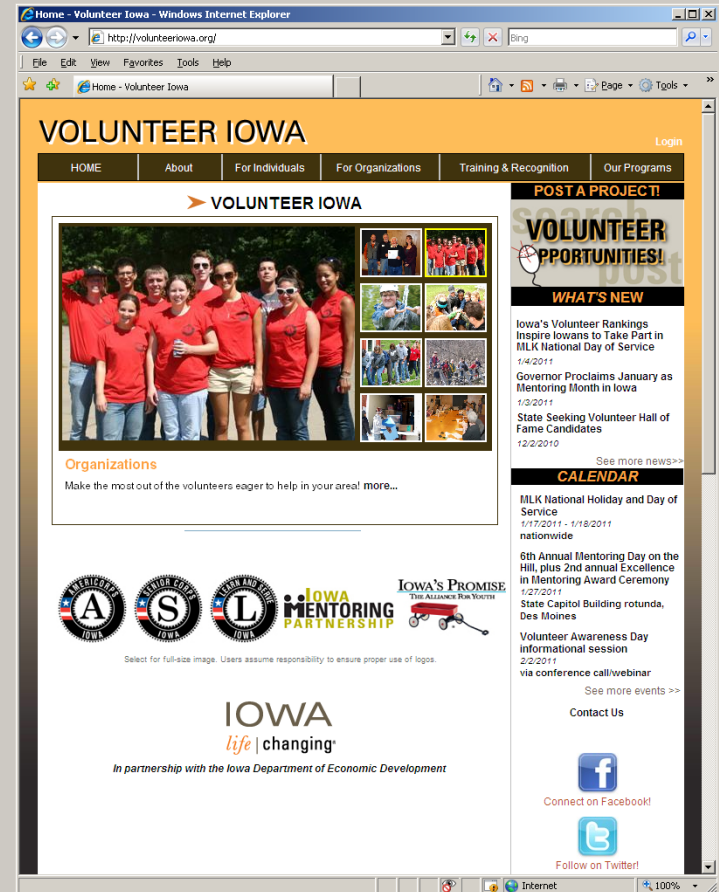 Home - Volunteer Iowa - Windows Internet Explorer
http://volunteeriowa.org/
Bing
File Edit View Favorites Tools Help
Home - Volunteer Iowa
Page Tools
VOLUNTEER IOWA
Login
HOME About For Individuals For Organizations Training & Recognition Our Programs
VOLUNTEER IOWA
Organizations
Make the most out of the volunteers eager to help in your area! more...
AMERICORPS
A
IOWA
SENIOR CORPS
S
IOWA
LEARN AND SERVE
L
IOWA
Iowa
MENTORING
PARTNERSHIP
IOWA'S PROMISE
THE ALLIANCE FOR YOUTH
Select for full-size image. Users assume responsibility to ensure proper use of logos.
IOWA
life | changing
In partnership with the Iowa Department of Economic Development
POST A PROJECT!
search
VOLUNTEER
OPPORTUNITIES!
post
WHAT'S NEW
Iowa's Volunteer Rankings
Inspire Iowans to Take Part in
MLK National Day of Service
1/4/2011
Governor Proclaims January as
Mentoring Month in Iowa
1/3/2011
State Seeking Volunteer Hall of
Fame Candidates
12/2/2010
See more news>>
CALENDAR
MLK National Holiday and Day of
Service
1/17/2011 - 1/18/2011
nationwide
6th Annual Mentoring Day on the
Hill, plus 2nd annual Excellence
in Mentoring Award Ceremony
1/27/2011
State Capitol Building rotunda,
Des Moines
Volunteer Awareness Day
informational session
2/2/2011
via conference call/webinar
See more events >>
Contact Us
Connect on Facebook!
Follow on Twitter!
Internet
100%